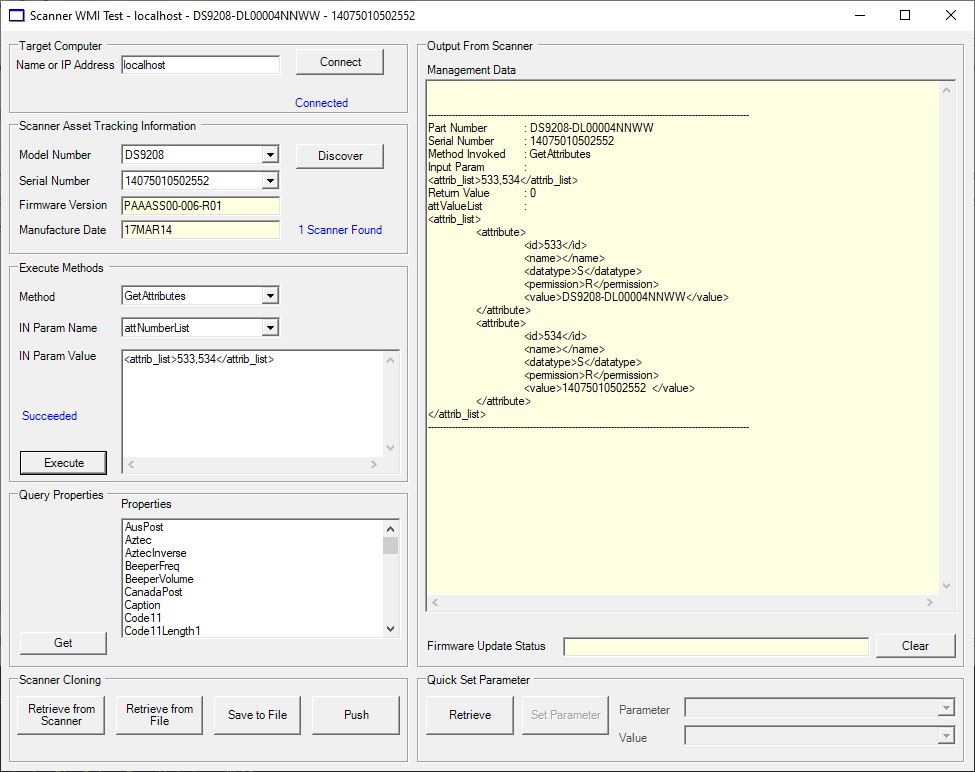 Scanner WMI Test - localhost - DS9208-DL00004NNWW - 14075010502552
Target Computer
Name or IP Address localhost
Connect
Connected
Scanner Asset Tracking Information
Model Number DS9208
Discover
Serial Number 14075010502552
Firmware Version PAAASS00-006-R01
Manufacture Date 17MAR14
1 Scanner Found
Execute Methods
Method GetAttributes
IN Param Name attNumberList
IN Param Value <attrib_list>533,534</attrib_list>
Succeeded
Execute
Query Properties
Properties
AusPost
Aztec
AztecInverse
BeeperFreq
BeeperVolume
CanadaPost
Caption
Code11
Code11Length1
Get
Scanner Cloning
Retrieve from
Scanner
Retrieve from
File
Save to File
Push
Output From Scanner
Management Data
Part Number : DS9208-DL00004NNWW
Serial Number : 14075010502552
Method Invoked : GetAttributes
Input Param :
<attrib_list>533,534</attrib_list>
Return Value : 0
attValueList :
<attrib_list>
<attribute>
<id>533</id>
<name></name>
<datatype>S</datatype>
<permission>R</permission>
<value>DS9208-DL00004NNWW</value>
</attribute>
<attribute>
<id>534</id>
<name></name>
<datatype>S</datatype>
<permission>R</permission>
<value>14075010502552 </value>
</attribute>
</attrib_list>
Firmware Update Status
Clear
Quick Set Parameter
Retrieve
Set Parameter
Parameter
Value